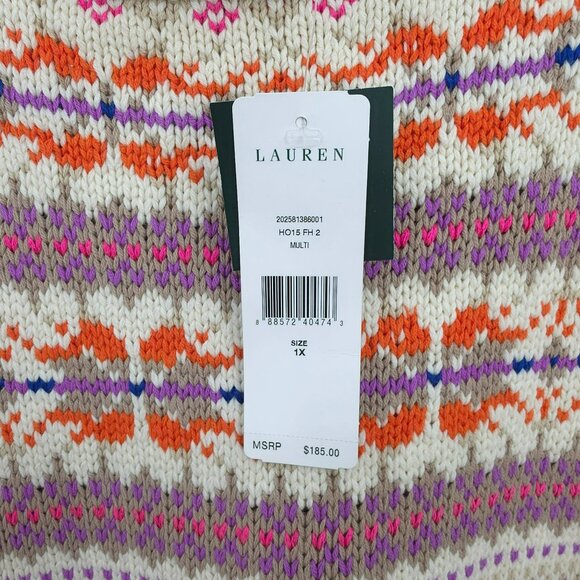 LAUREN
202581386001
HO15 FH 2
MULTI
8 88572 40474 3
SIZE
1X
MSRP $185.00